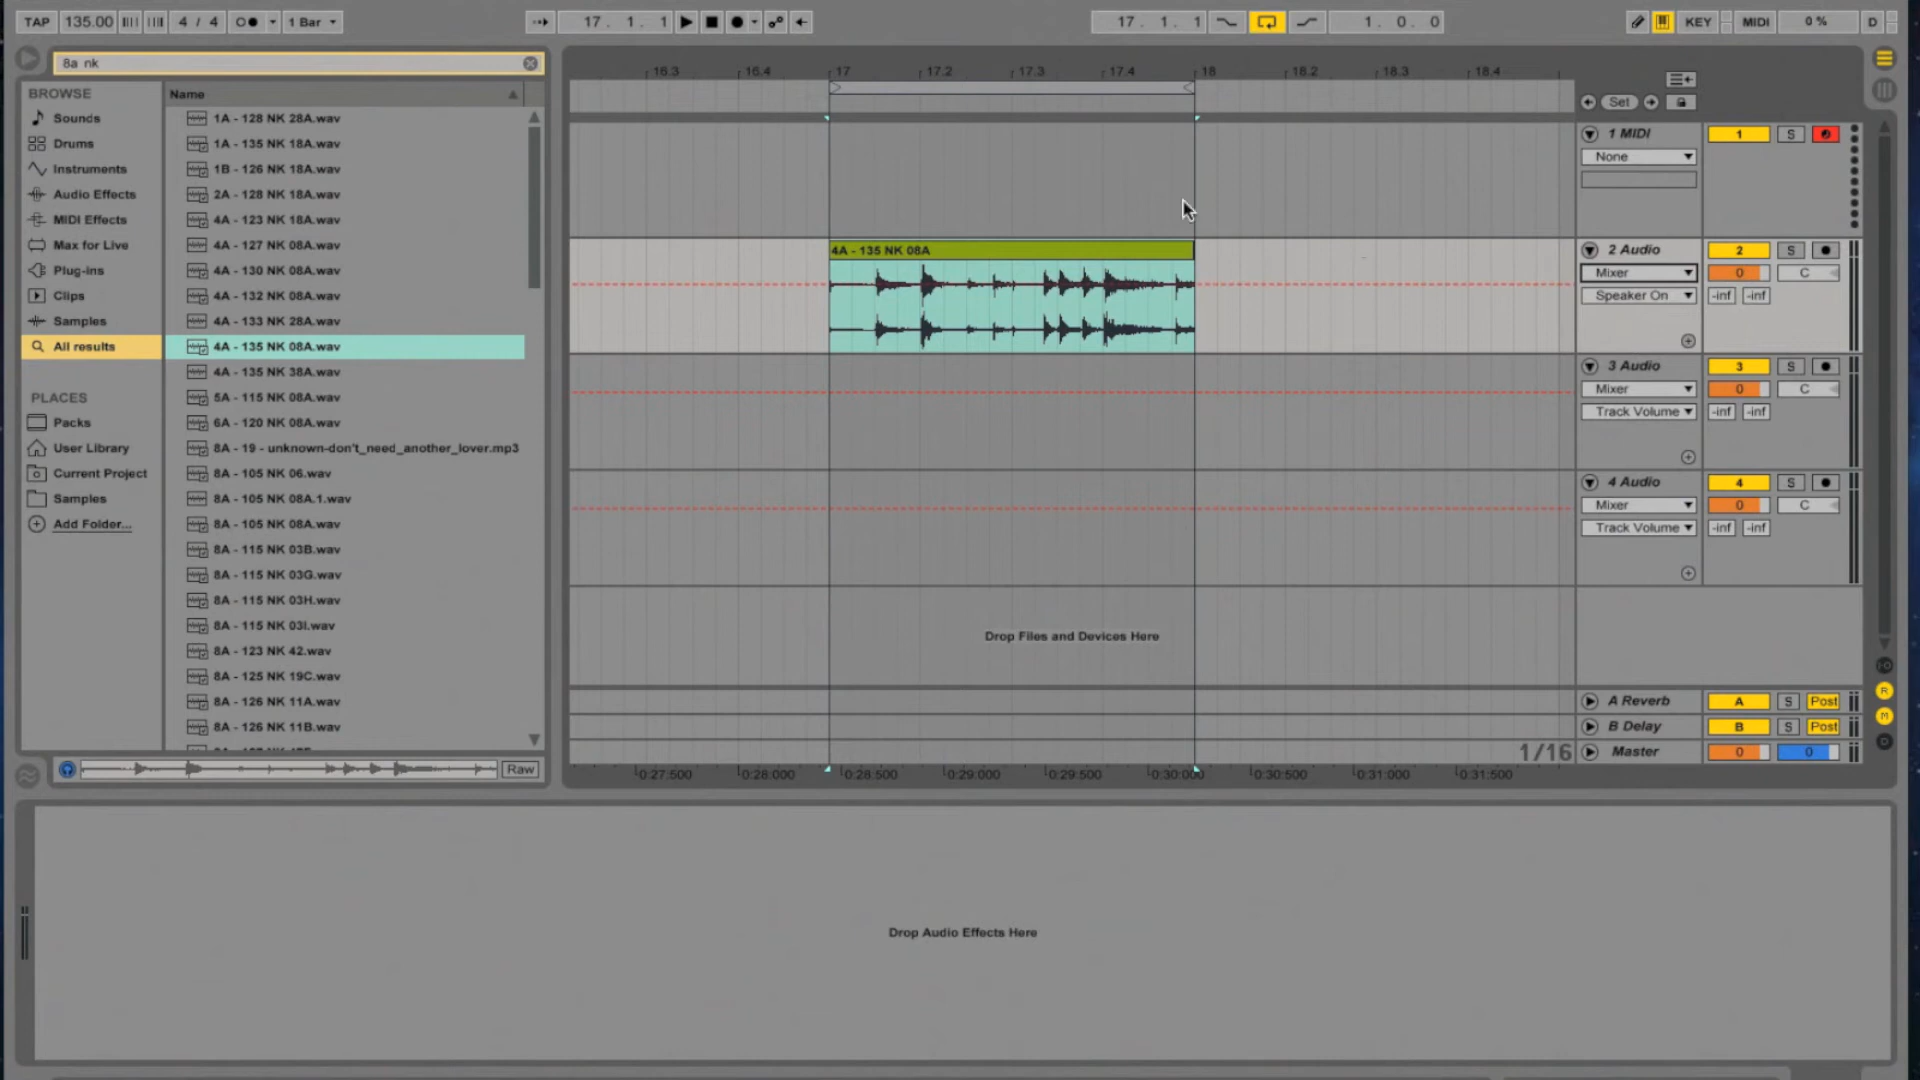 TAP 135.00 4 / 4 1 Bar 17. 1. 1 17. 1. 1 1. 0. 0 KEY MIDI 0 % D
8a nk
BROWSE
Sounds
Drums
Instruments
Audio Effects
MIDI Effects
Max for Live
Plug-ins
Clips
Samples
All results
PLACES
Packs
User Library
Current Project
Samples
Add Folder...
Name
1A - 128 NK 28A.wav
1A - 135 NK 18A.wav
1B - 126 NK 18A.wav
2A - 128 NK 18A.wav
4A - 123 NK 18A.wav
4A - 127 NK 08A.wav
4A - 130 NK 08A.wav
4A - 132 NK 08A.wav
4A - 133 NK 28A.wav
4A - 135 NK 08A.wav
4A - 135 NK 38A.wav
5A - 115 NK 08A.wav
6A - 120 NK 08A.wav
8A - 19 - unknown-don't_need_another_lover.mp3
8A - 105 NK 06.wav
8A - 105 NK 08A.1.wav
8A - 105 NK 08A.wav
8A - 115 NK 03B.wav
8A - 115 NK 03G.wav
8A - 115 NK 03H.wav
8A - 115 NK 03I.wav
8A - 123 NK 42.wav
8A - 125 NK 19C.wav
8A - 126 NK 11A.wav
8A - 126 NK 11B.wav
Raw
16.3 16.4 17 17.2 17.3 17.4 18 18.2 18.3 18.4
Set
4A - 135 NK 08A
Drop Files and Devices Here
1/16
0:27:500 0:28:000 0:28:500 0:29:000 0:29:500 0:30:000 0:30:500 0:31:000 0:31:500
1 MIDI 1 S
None
2 Audio 2 S
Mixer 0 C
Speaker On -inf -inf
3 Audio 3 S
Mixer 0 C
Track Volume -inf -inf
4 Audio 4 S
Mixer 0 C
Track Volume -inf -inf
A Reverb A S Post
B Delay B S Post
Master 0 0
R
M
D
Drop Audio Effects Here